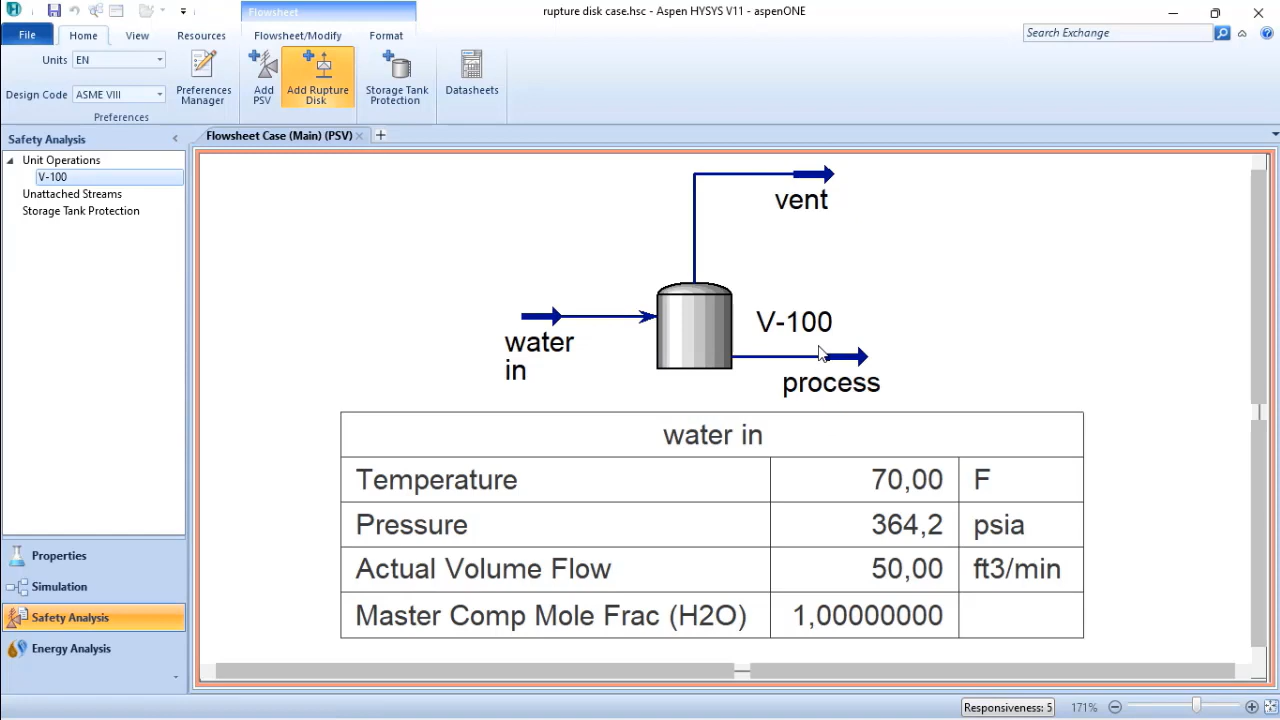 Flowsheet
rupture disk case.hsc - Aspen HYSYS V11 - aspenONE
File
Home
View
Resources
Flowsheet/Modify
Format
Search Exchange
Units
EN
Design Code
ASME VIII
Preferences
Manager
Preferences
Add
PSV
Add Rupture
Disk
Storage Tank
Protection
Datasheets
Safety Analysis
Flowsheet Case (Main) (PSV)
Unit Operations
V-100
Unattached Streams
Storage Tank Protection
Properties
Simulation
Safety Analysis
Energy Analysis
vent
V-100
water
in
process
water in
Temperature 70,00 F
Pressure 364,2 psia
Actual Volume Flow 50,00 ft3/min
Master Comp Mole Frac (H2O) 1,00000000
Responsiveness: 5
171%